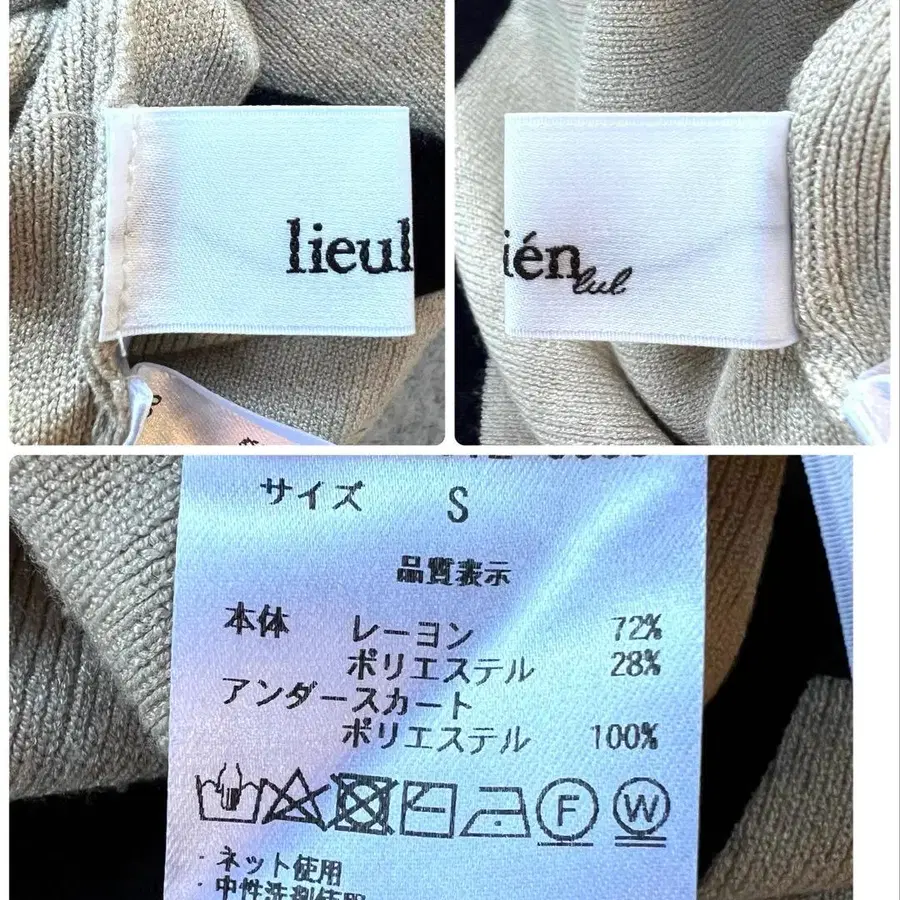 lieul
ién
lul
サイズ S
品質表示
本体 レーヨン 72%
ポリエステル 28%
アンダースカート
ポリエステル 100%
F W
・ネット使用
・中性洗剤使用